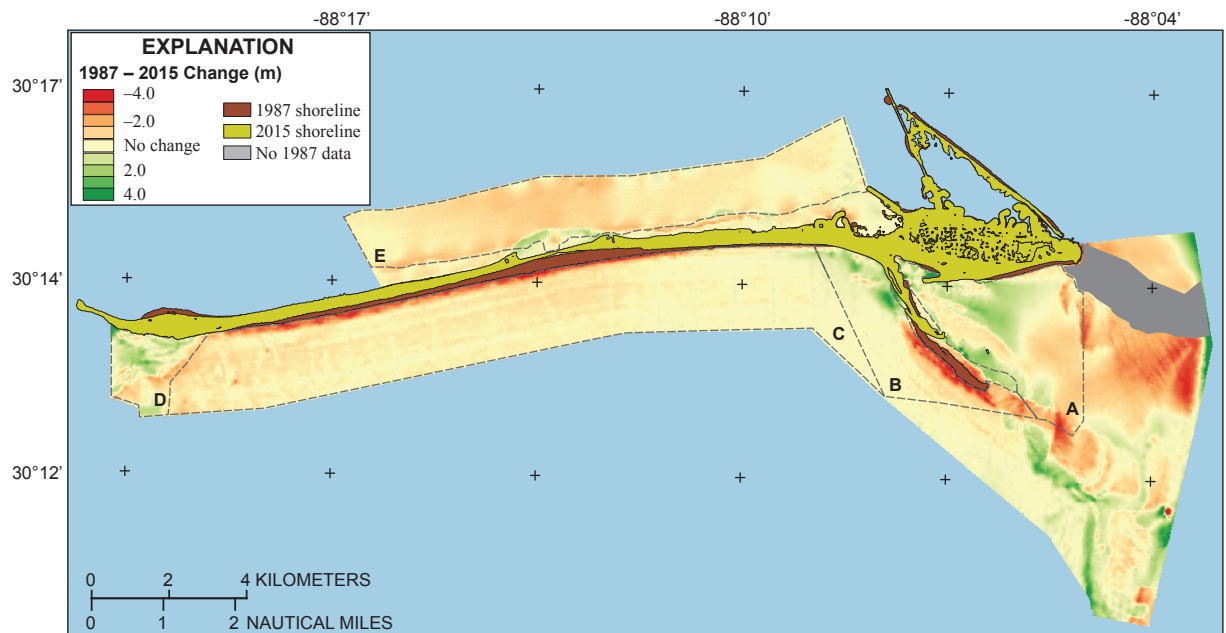 -88°17'
-88°10'
-88°04'
EXPLANATION
1987 – 2015 Change (m)
–4.0
–2.0
No change
2.0
4.0
1987 shoreline
2015 shoreline
No 1987 data
30°17'
30°14'
30°12'
E
D
C
B
A
0 2 4 KILOMETERS
0 1 2 NAUTICAL MILES